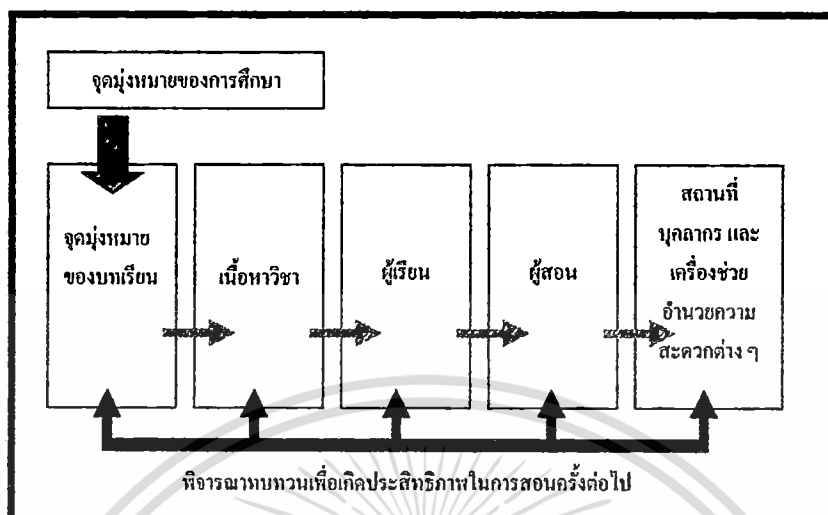 จุดมุ่งหมายของการศึกษา
จุดมุ่งหมาย
ของบทเรียน
เนื้อหาวิชา
ผู้เรียน
ผู้สอน
สถานที่
บุคลากร และ
เครื่องช่วย
อำนวยความ
สะดวกต่าง ๆ
พิจารณาทบทวนเพื่อเกิดประสิทธิภาพในการสอนครั้งต่อไป